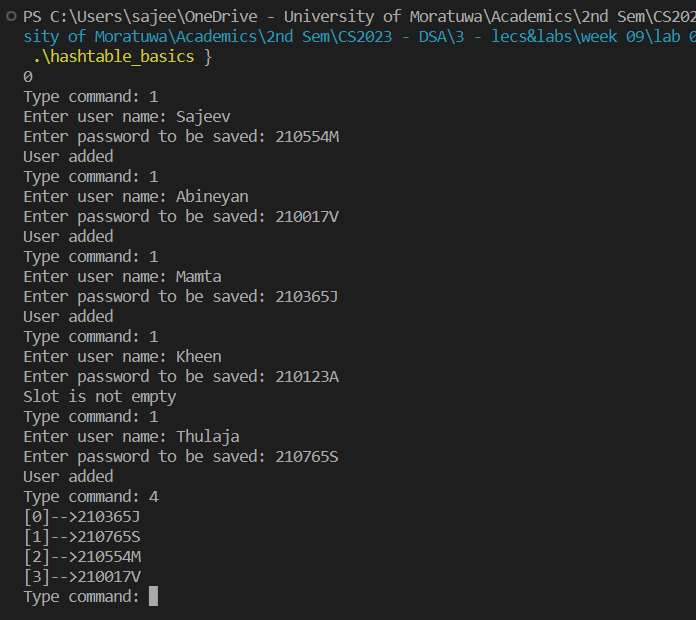 PS C:\Users\sajee\OneDrive - University of Moratuwa\Academics\2nd Sem\CS202
sity of Moratuwa\Academics\2nd Sem\CS2023 - DSA\3 - lecs&labs\week 09\lab 0
.\hashtable_basics }
0
Type command: 1
Enter user name: Sajeev
Enter password to be saved: 210554M
User added
Type command: 1
Enter user name: Abineyan
Enter password to be saved: 210017V
User added
Type command: 1
Enter user name: Mamta
Enter password to be saved: 210365J
User added
Type command: 1
Enter user name: Kheen
Enter password to be saved: 210123A
Slot is not empty
Type command: 1
Enter user name: Thulaja
Enter password to be saved: 210765S
User added
Type command: 4
[0]-->210365J
[1]-->210765S
[2]-->210554M
[3]-->210017V
Type command: